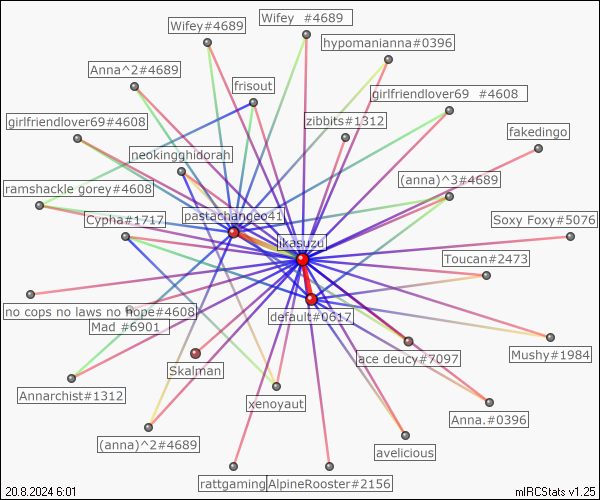 Wifey  #4689
Wifey#4689
hypomanianna#0396
Anna^2#4689
frisout
girlfriendlover69  #4608
girlfriendlover69#4608
zibbits#1312
fakedingo
neokingghidorah
(anna)^3#4689
ramshackle gorey#4608
Cypha#1717
pastachangeo41
Soxy Foxy#5076
ikasuzu
Toucan#2473
no cops no laws no hope#4608
default#0617
Mad #6901
ace deucy#7097
Mushy#1984
Skalman
Annarchist#1312
xenoyaut
Anna.#0396
(anna)^2#4689
avelicious
rattgaming
AlpineRooster#2156
20.8.2024 6:01
mIRCStats v1.25